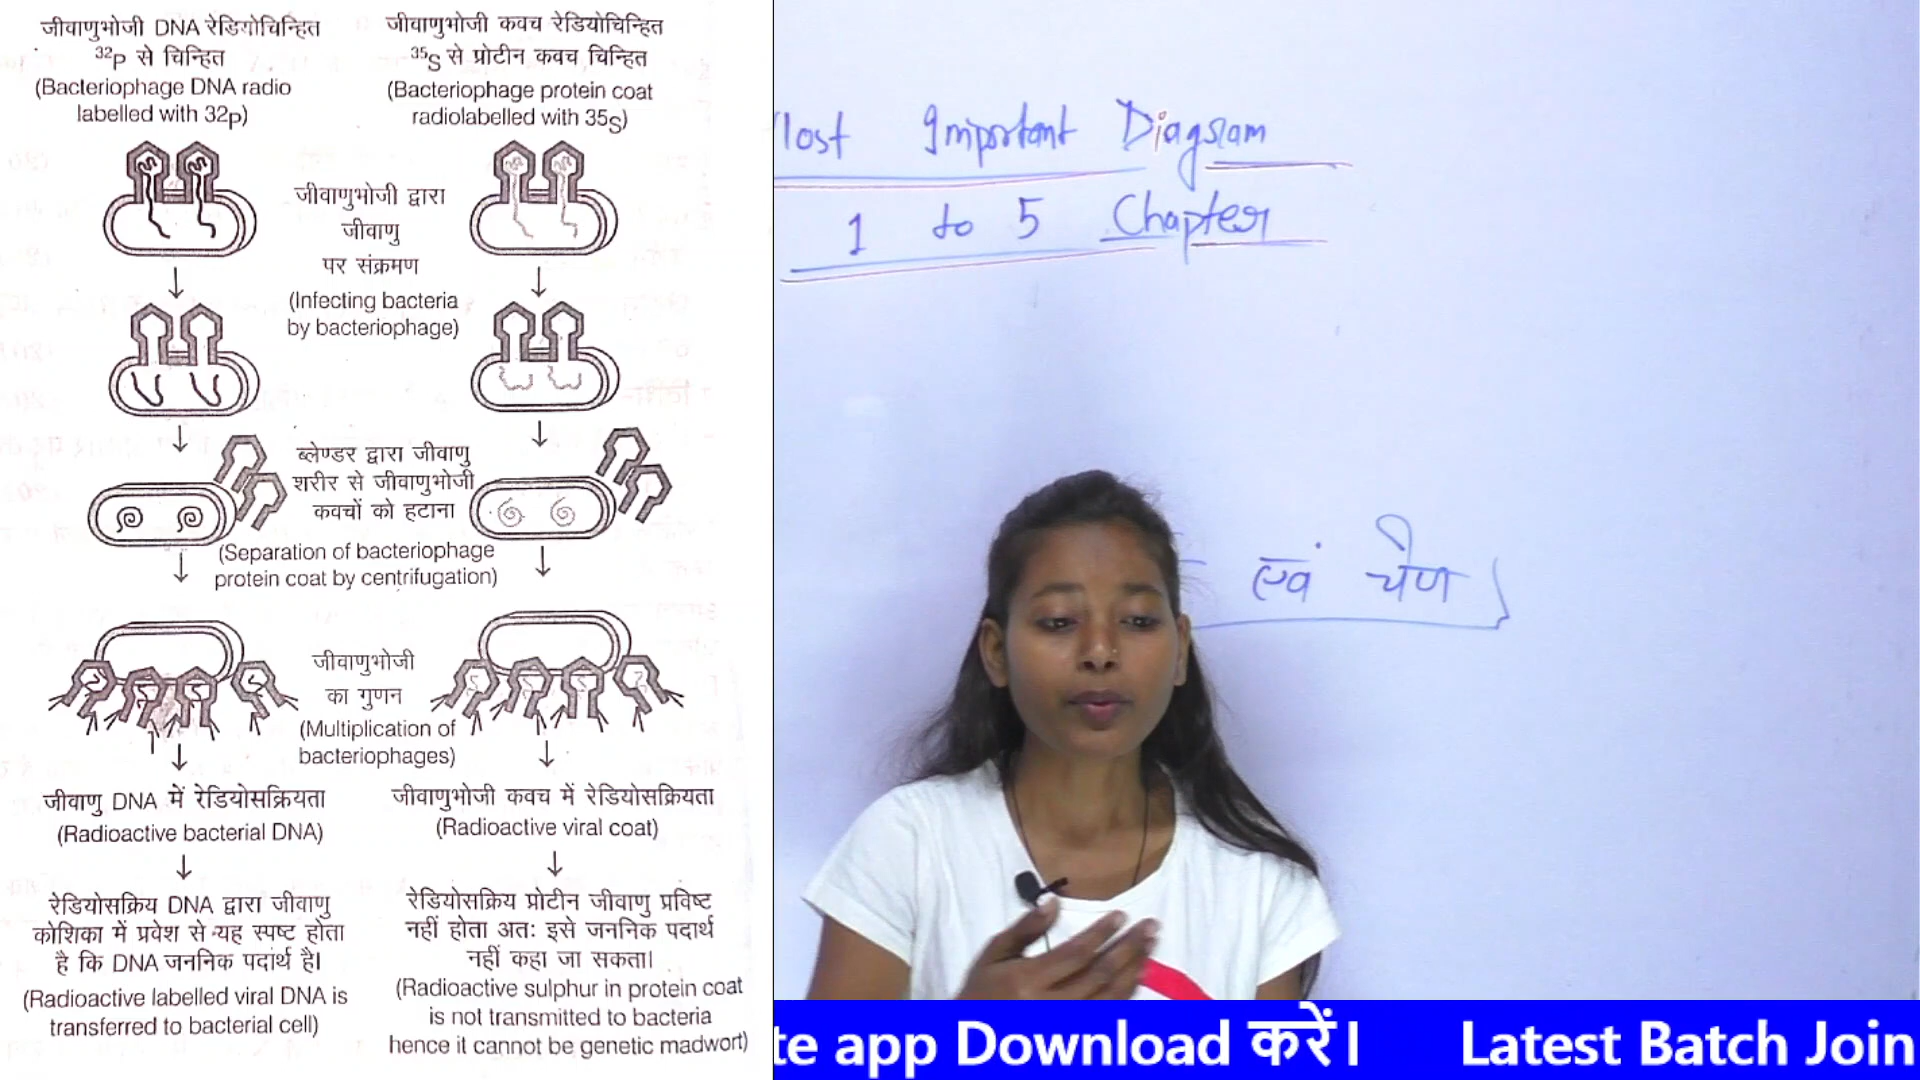 जीवाणुभोजी DNA रेडियोचिन्हित
32P से चिन्हित
(Bacteriophage DNA radio
labelled with 32P)
जीवाणुभोजी कवच रेडियोचिन्हित
35S से प्रोटीन कवच चिन्हित
(Bacteriophage protein coat
radiolabelled with 35S)
जीवाणुभोजी द्वारा
जीवाणु
पर संक्रमण
(Infecting bacteria
by bacteriophage)
ब्लेण्डर द्वारा जीवाणु
शरीर से जीवाणुभोजी
कवचों को हटाना
(Separation of bacteriophage
protein coat by centrifugation)
जीवाणुभोजी
का गुणन
(Multiplication of
bacteriophages)
जीवाणु DNA में रेडियोसक्रियता
(Radioactive bacterial DNA)
जीवाणुभोजी कवच में रेडियोसक्रियता
(Radioactive viral coat)
रेडियोसक्रिय DNA द्वारा जीवाणु
कोशिका में प्रवेश से यह स्पष्ट होता
है कि DNA जननिक पदार्थ है।
(Radioactive labelled viral DNA is
transferred to bacterial cell)
रेडियोसक्रिय प्रोटीन जीवाणु प्रविष्ट
नहीं होता अतः इसे जननिक पदार्थ
नहीं कहा जा सकता।
(Radioactive sulphur in protein coat
is not transmitted to bacteria
hence it cannot be genetic madwort)
Important Diagram
1 to 5 Chapter
एवं
te app Download करें। Latest Batch Join